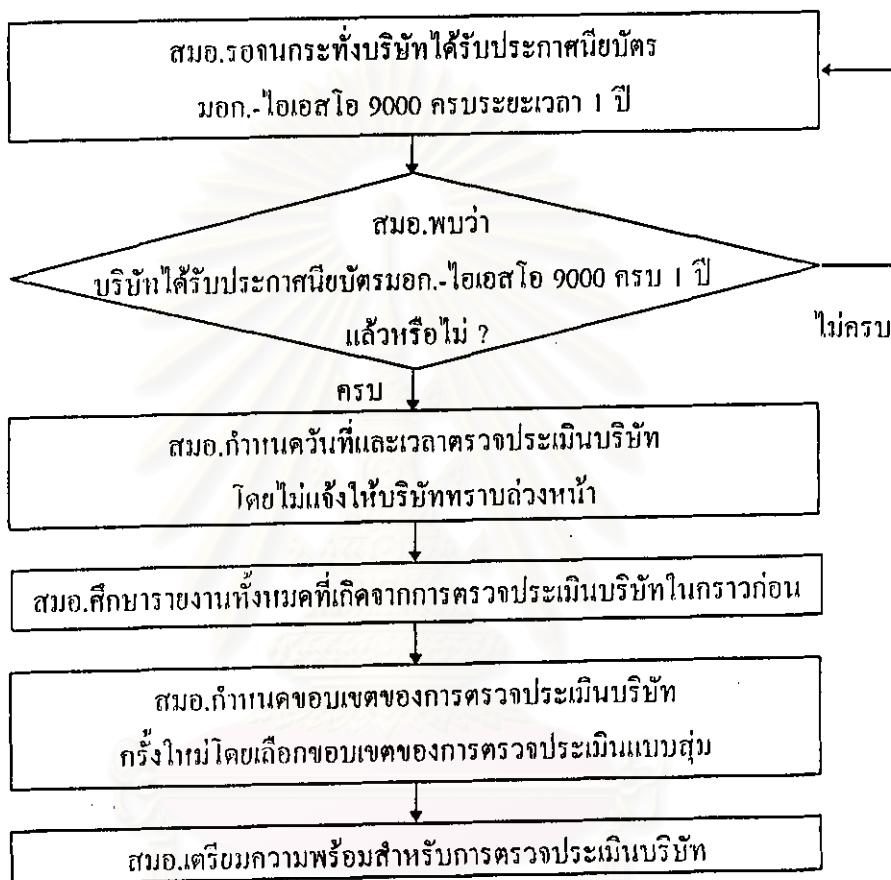 สมอ.รอจนกระทั่งบริษัทได้รับประกาศนียบัตร
มอก.-ไอเอสโอ 9000 ครบระยะเวลา 1 ปี
สมอ.พบว่า
บริษัทได้รับประกาศนียบัตรมอก.-ไอเอสโอ 9000 ครบ 1 ปี
แล้วหรือไม่ ?
ไม่ครบ
ครบ
สมอ.กำหนดวันที่และเวลาตรวจประเมินบริษัท
โดยไม่แจ้งให้บริษัททราบล่วงหน้า
สมอ.ศึกษารายงานทั้งหมดที่เกิดจากการตรวจประเมินบริษัทในคราวก่อน
สมอ.กำหนดขอบเขตของการตรวจประเมินบริษัท
ครั้งใหม่โดยเลือกขอบเขตของการตรวจประเมินแบบสุ่ม
สมอ.เตรียมความพร้อมสำหรับการตรวจประเมินบริษัท